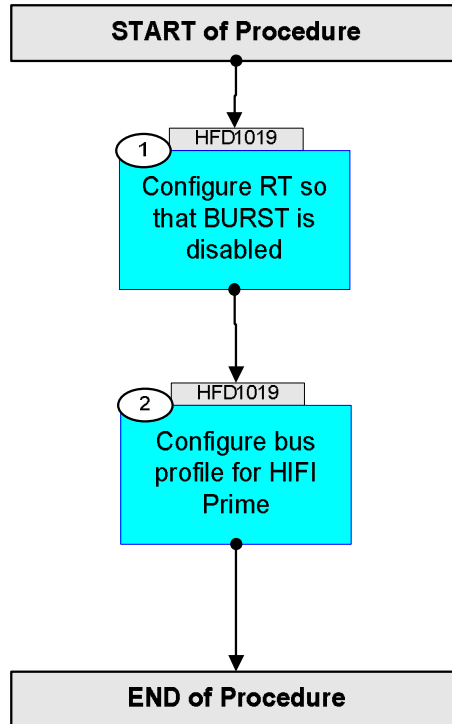 START of Procedure
HFD1019
1
Configure RT so
that BURST is
disabled
HFD1019
2
Configure bus
profile for HIFI
Prime
END of Procedure